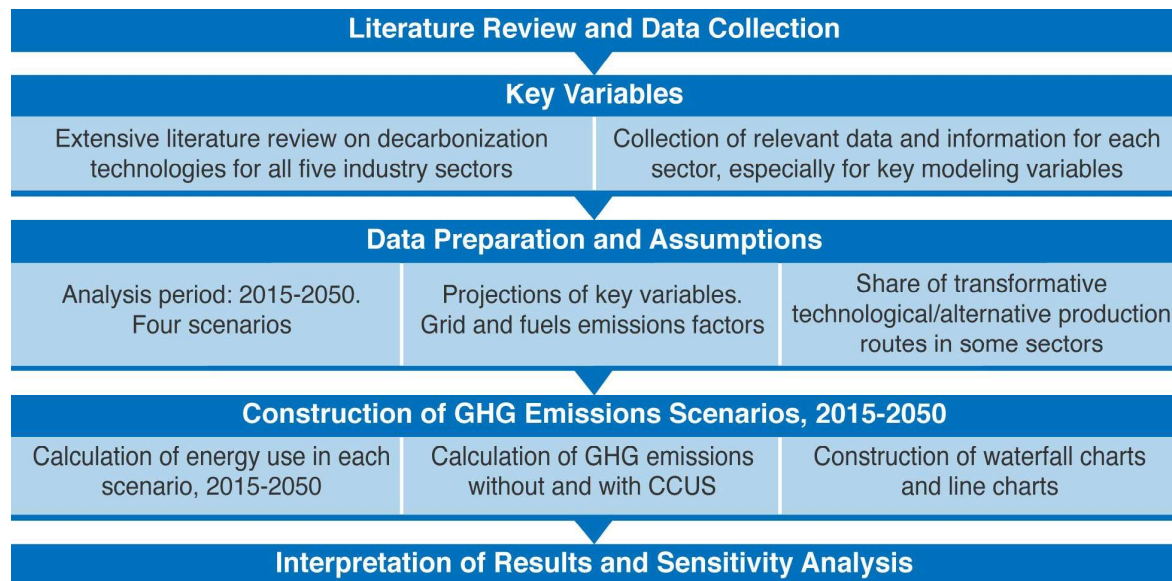 Literature Review and Data Collection
Key Variables
Extensive literature review on decarbonization
technologies for all five industry sectors
Collection of relevant data and information for each
sector, especially for key modeling variables
Data Preparation and Assumptions
Analysis period: 2015-2050.
Four scenarios
Projections of key variables.
Grid and fuels emissions factors
Share of transformative
technological/alternative production
routes in some sectors
Construction of GHG Emissions Scenarios, 2015-2050
Calculation of energy use in each
scenario, 2015-2050
Calculation of GHG emissions
without and with CCUS
Construction of waterfall charts
and line charts
Interpretation of Results and Sensitivity Analysis